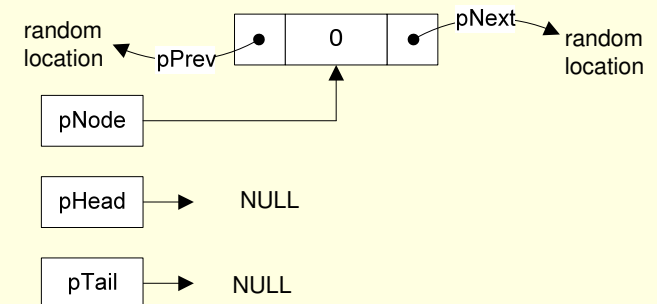 random
location
pPrev
0
pNext
random
location
pNode
pHead
NULL
pTail
NULL